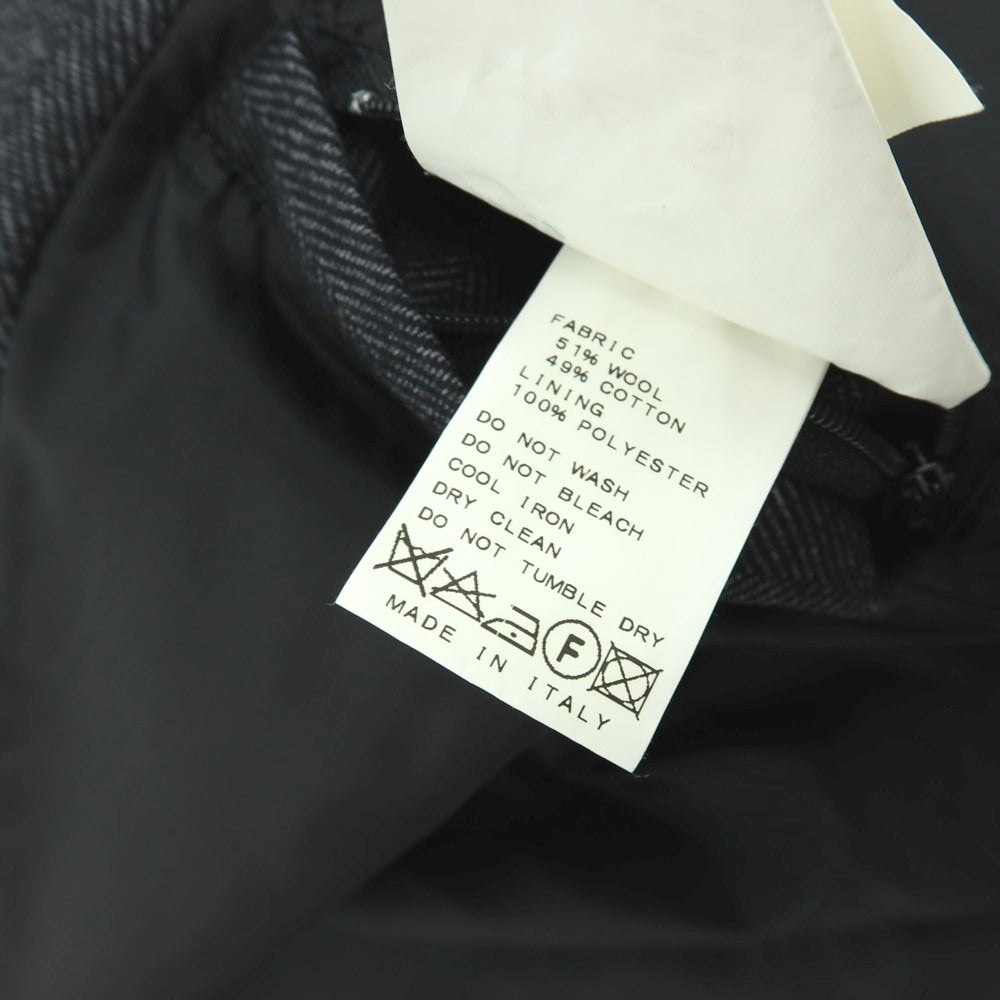 FABRIC
51% WOOL
49% COTTON
LINING
100% POLYESTER
DO NOT WASH
DO NOT BLEACH
COOL IRON
DRY CLEAN
DO NOT TUMBLE DRY
F
MADE IN ITALY